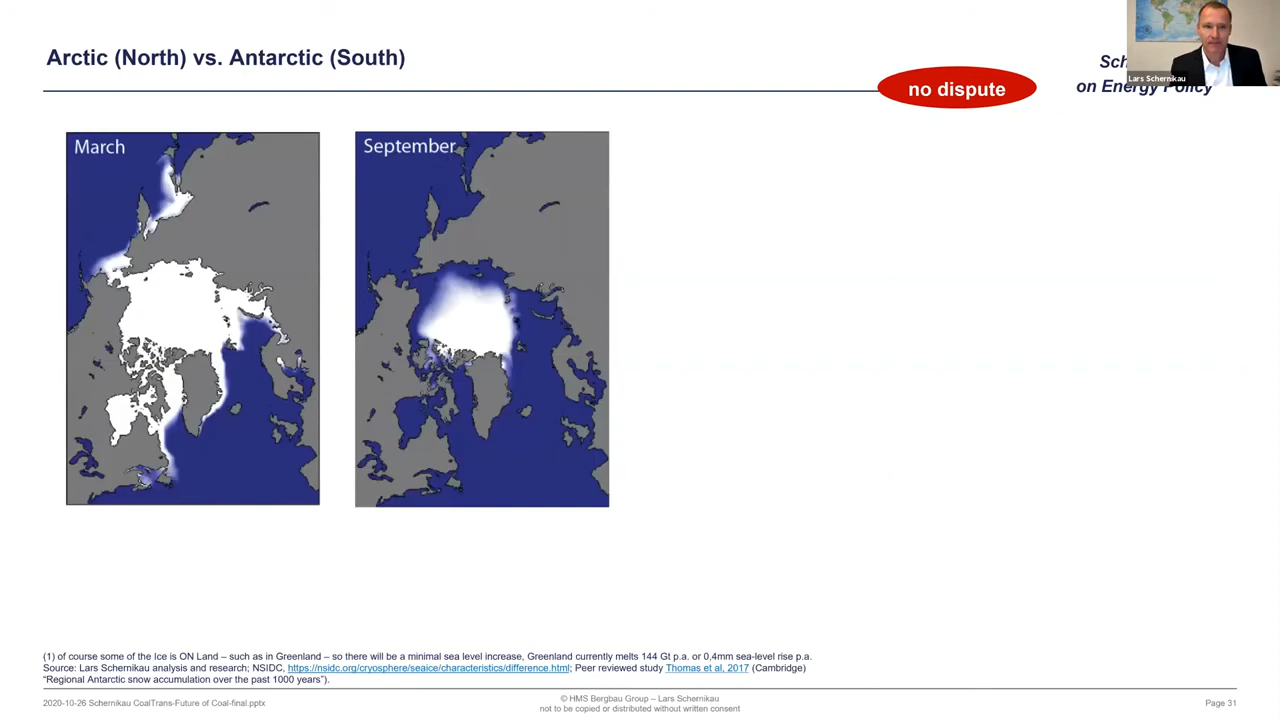 Arctic (North) vs. Antarctic (South)
no dispute
on Energy Policy
Lars Schernikau
March
September
(1) of course some of the Ice is ON Land – such as in Greenland – so there will be a minimal sea level increase, Greenland currently melts 144 Gt p.a. or 0,4mm sea-level rise p.a.
Source: Lars Schernikau analysis and research; NSIDC, https://nsidc.org/cryosphere/seaice/characteristics/difference.html; Peer reviewed study Thomas et al, 2017 (Cambridge)
“Regional Antarctic snow accumulation over the past 1000 years”).
2020-10-26 Schernikau CoalTrans-Future of Coal-final.pptx
© HMS Bergbau Group – Lars Schernikau
not to be copied or distributed without written consent
Page 31